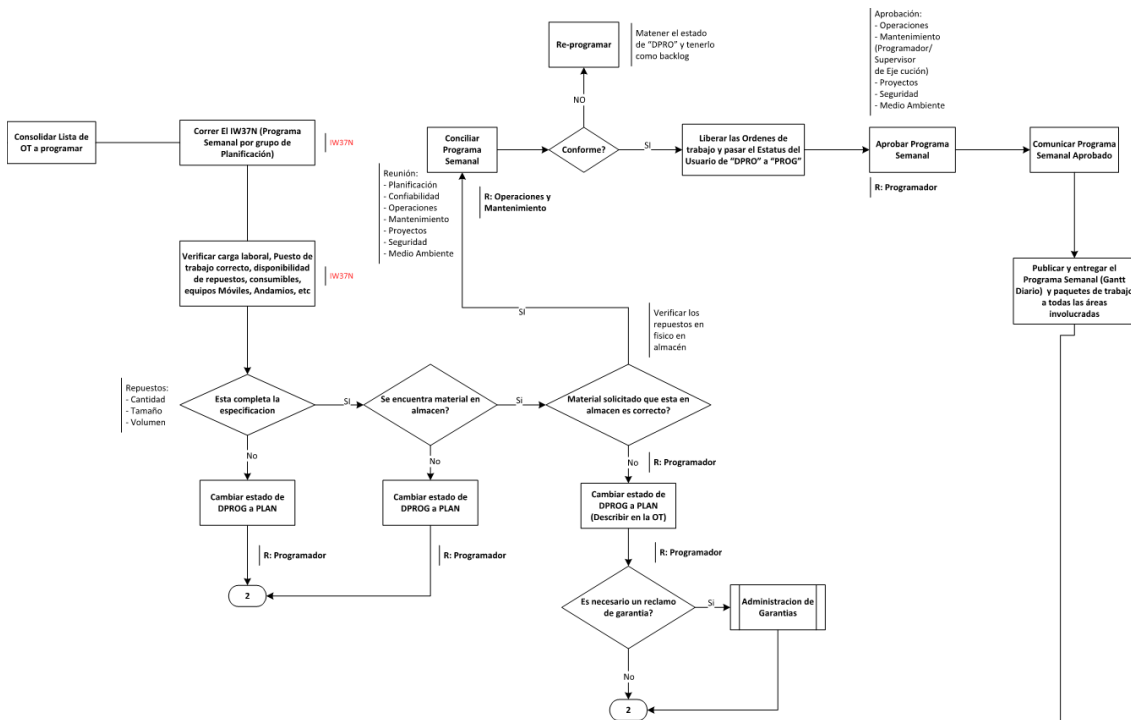 Aprobación:
- Operaciones
- Mantenimiento
(Programador/
Supervisor
de Eje cución)
- Proyectos
- Seguridad
- Medio Ambiente
Re-programar
Matener el estado
de “DPRO” y tenerlo
como backlog
NO
Consolidar Lista de
OT a programar
Correr El IW37N (Programa
Semanal por grupo de
Planificación)
IW37N
Conciliar
Programa
Semanal
Conforme?
SI
Liberar las Ordenes de
trabajo y pasar el Estatus del
Usuario de “DPRO” a “PROG”
Aprobar Programa
Semanal
Comunicar Programa
Semanal Aprobado
Reunión:
- Planificación
- Confiabilidad
- Operaciones
- Mantenimiento
- Proyectos
- Seguridad
- Medio Ambiente
R: Operaciones y
Mantenimiento
R: Programador
Verificar carga laboral, Puesto de
trabajo correcto, disponibilidad
de repuestos, consumibles,
equipos Móviles, Andamios, etc
IW37N
Publicar y entregar el
Programa Semanal (Gantt
Diario) y paquetes de trabajo
a todas las áreas
involucradas
SI
Verificar los
repuestos en
fisico en
almacén
Repuestos:
- Cantidad
- Tamaño
- Volumen
Esta completa la
especificacion
SI
Se encuentra material en
almacen?
Si
Material solicitado que esta en
almacen es correcto?
No
No
No
R: Programador
Cambiar estado de
DPROG a PLAN
Cambiar estado de
DPROG a PLAN
Cambiar estado de
DPROG a PLAN
(Describir en la OT)
R: Programador
R: Programador
R: Programador
2
Es necesario un reclamo
de garantia?
Si
Administracion de
Garantias
No
2